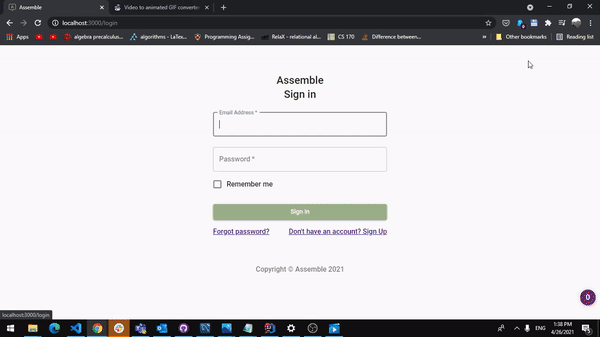 Assemble
Video to animated GIF converter
localhost:3000/login
Apps
algebra precalculus...
algorithms - LaTex...
Programming Assig...
RelaX - relational al...
CS 170
Difference between...
»
Other bookmarks
Reading list
Assemble
Sign in
Email Address *
Password *
Remember me
Sign In
Forgot password?
Don't have an account? Sign Up
Copyright © Assemble 2021
0
localhost:3000/login
ENG
1:38 PM
4/26/2021